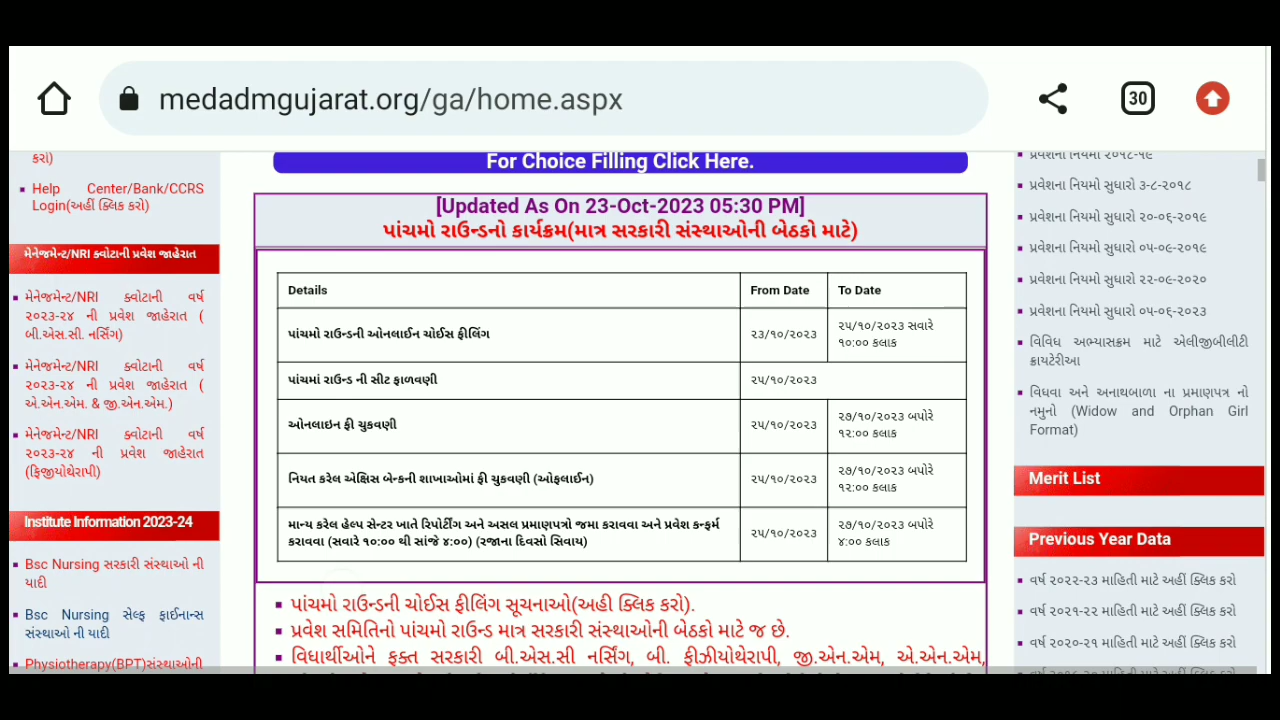 medadmgujarat.org/ga/home.aspx
30
કરો)
Help Center/Bank/CCRS
Login(અહીં ક્લિક કરો)
મેનેજમેન્ટ/NRI ક્વોટાની પ્રવેશ જાહેરાત
મેનેજમેન્ટ/NRI ક્વોટાની વર્ષ
૨૦૨૩-૨૪ ની પ્રવેશ જાહેરાત (
બી.એસ.સી. નર્સિંગ)
મેનેજમેન્ટ/NRI ક્વોટાની વર્ષ
૨૦૨૩-૨૪ ની પ્રવેશ જાહેરાત (
એ.એન.એમ. & જી.એન.એમ.)
મેનેજમેન્ટ/NRI ક્વોટાની વર્ષ
૨૦૨૩-૨૪ ની પ્રવેશ જાહેરાત
(ફિજીયોથેરાપી)
Institute Information 2023-24
Bsc Nursing સરકારી સંસ્થાઓ ની
યાદી
Bsc Nursing સેલ્ફ ફાઈનાન્સ
સંસ્થાઓ ની યાદી
Physiotherapy(BPT)સંસ્થાઓની
For Choice Filling Click Here.
[Updated As On 23-Oct-2023 05:30 PM]
પાંચમો રાઉન્ડનો કાર્યક્રમ(માત્ર સરકારી સંસ્થાઓની બેઠકો માટે)
Details From Date To Date
પાંચમો રાઉન્ડની ઓનલાઈન ચોઈસ ફીલિંગ ૨૩/૧૦/૨૦૨૩ ૨૫/૧૦/૨૦૨૩ સવારે
૧૦:૦૦ કલાક
પાંચમાં રાઉન્ડ ની સીટ ફાળવણી ૨૫/૧૦/૨૦૨૩
ઓનલાઇન ફી ચુકવણી ૨૫/૧૦/૨૦૨૩ ૨૭/૧૦/૨૦૨૩ બપોરે
૧૨:૦૦ કલાક
નિયત કરેલ એક્ષિસ બેન્કની શાખાઓમાં ફી ચુકવણી (ઓફલાઈન) ૨૫/૧૦/૨૦૨૩ ૨૭/૧૦/૨૦૨૩ બપોરે
૧૨:૦૦ કલાક
માન્ય કરેલ હેલ્પ સેન્ટર ખાતે રિપોર્ટીંગ અને અસલ પ્રમાણપત્રો જમા કરાવવા અને પ્રવેશ કન્ફર્મ
કરાવવા (સવારે ૧૦:૦૦ થી સાંજે ૪:૦૦) (રજાના દિવસો સિવાય) ૨૫/૧૦/૨૦૨૩ ૨૭/૧૦/૨૦૨૩ બપોરે
૪:૦૦ કલાક
પાંચમો રાઉન્ડની ચોઈસ ફીલિંગ સૂચનાઓ(અહી ક્લિક કરો).
પ્રવેશ સમિતિનો પાંચમો રાઉન્ડ માત્ર સરકારી સંસ્થાઓની બેઠકો માટે જ છે.
વિદ્યાર્થીઓને ફક્ત સરકારી બી.એસ.સી નર્સિંગ, બી. ફીઝીયોથેરાપી, જી.એન.એમ, એ.એન.એમ,
પ્રવેશના નિયમો ૨૦૧૮-૧૯
પ્રવેશના નિયમો સુધારો ૩-૮-૨૦૧૮
પ્રવેશના નિયમો સુધારો ૨૦-૦૬-૨૦૧૯
પ્રવેશના નિયમો સુધારો ૦૫-૦૯-૨૦૧૯
પ્રવેશના નિયમો સુધારો ૨૨-૦૯-૨૦૨૦
પ્રવેશના નિયમો સુધારો ૦૫-૦૬-૨૦૨૩
વિવિધ અભ્યાસક્રમ માટે એલીજીબીલીટી
ક્રાયટેરીઆ
વિધવા અને અનાથબાળા ના પ્રમાણપત્ર નો
નમુનો (Widow and Orphan Girl
Format)
Merit List
Previous Year Data
વર્ષ ૨૦૨૨-૨૩ માહિતી માટે અહીં ક્લિક કરો
વર્ષ ૨૦૨૧-૨૨ માહિતી માટે અહીં ક્લિક કરો
વર્ષ ૨૦૨૦-૨૧ માહિતી માટે અહીં ક્લિક કરો